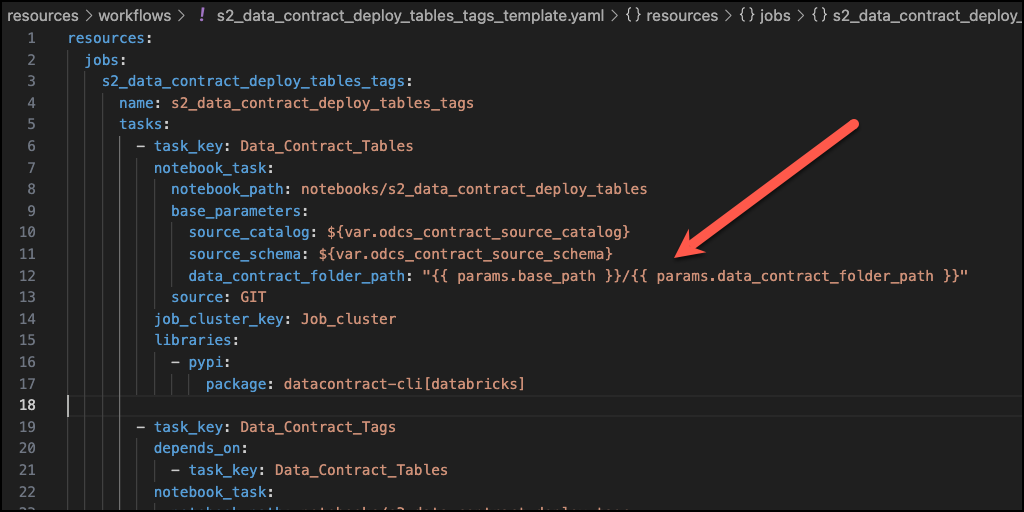 resources > workflows > ! s2_data_contract_deploy_tables_tags_template.yaml > {} resources > {} jobs > {} s2_data_contract_deploy_
1 resources:
2 jobs:
3 s2_data_contract_deploy_tables_tags:
4 name: s2_data_contract_deploy_tables_tags
5 tasks:
6 - task_key: Data_Contract_Tables
7 notebook_task:
8 notebook_path: notebooks/s2_data_contract_deploy_tables
9 base_parameters:
10 source_catalog: ${var.odcs_contract_source_catalog}
11 source_schema: ${var.odcs_contract_source_schema}
12 data_contract_folder_path: "{{ params.base_path }}/{{ params.data_contract_folder_path }}"
13 source: GIT
14 job_cluster_key: Job_cluster
15 libraries:
16 - pypi:
17 package: datacontract-cli[databricks]
18
19 - task_key: Data_Contract_Tags
20 depends_on:
21 - task_key: Data_Contract_Tables
22 notebook_task: